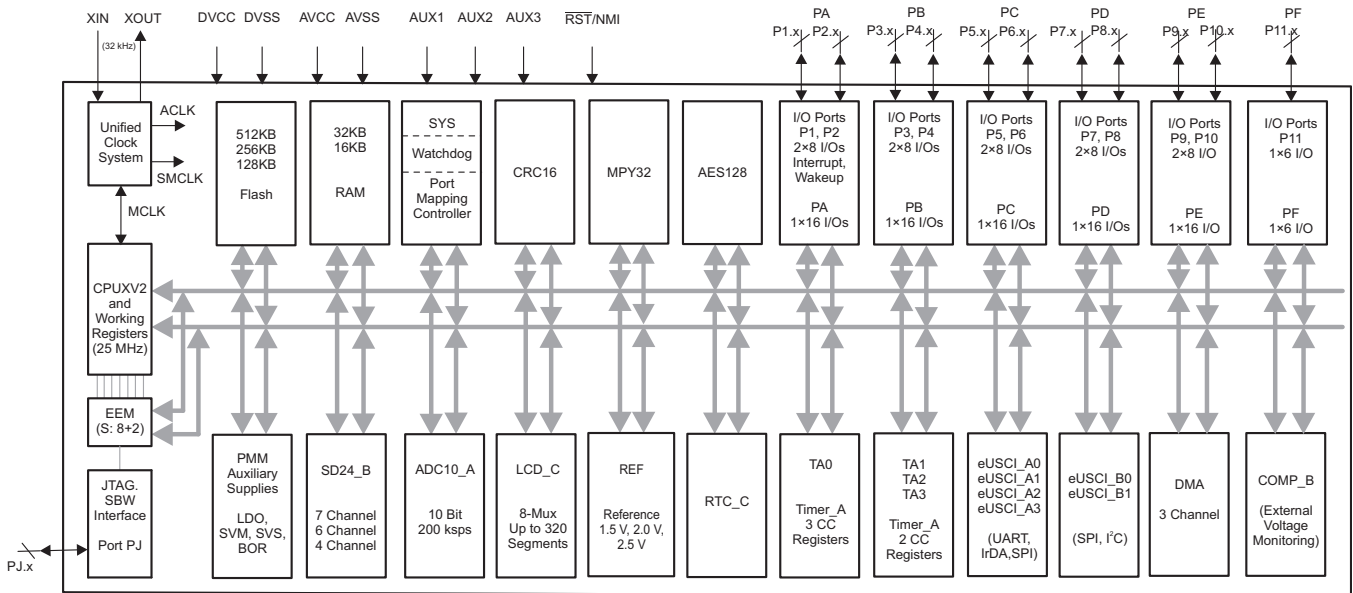 XIN XOUT DVCC DVSS AVCC AVSS AUX1 AUX2 AUX3 RST/NMI
(32 kHz)
PA
P1.x P2.x
PB
P3.x P4.x
PC
P5.x P6.x
PD
P7.x P8.x
PE
P9.x P10.x
PF
P11.x
Unified
Clock
System
ACLK
SMCLK
MCLK
512KB
256KB
128KB
Flash
32KB
16KB
RAM
SYS
Watchdog
Port
Mapping
Controller
CRC16
MPY32
AES128
I/O Ports
P1, P2
2×8 I/Os
Interrupt,
Wakeup
PA
1×16 I/Os
I/O Ports
P3, P4
2×8 I/Os
PB
1×16 I/Os
I/O Ports
P5, P6
2×8 I/Os
PC
1×16 I/Os
I/O Ports
P7, P8
2×8 I/Os
PD
1×16 I/Os
I/O Ports
P9, P10
2×8 I/O
PE
1×16 I/O
I/O Ports
P11
1×6 I/O
PF
1×6 I/O
CPUXV2
and
Working
Registers
(25 MHz)
EEM
(S: 8+2)
JTAG.
SBW
Interface
Port PJ
PJ.x
PMM
Auxiliary
Supplies
LDO,
SVM, SVS,
BOR
SD24_B
7 Channel
6 Channel
4 Channel
ADC10_A
10 Bit
200 ksps
LCD_C
8-Mux
Up to 320
Segments
REF
Reference
1.5 V, 2.0 V,
2.5 V
RTC_C
TA0
Timer_A
3 CC
Registers
TA1
TA2
TA3
Timer_A
2 CC
Registers
eUSCI_A0
eUSCI_A1
eUSCI_A2
eUSCI_A3
(UART,
IrDA,SPI)
eUSCI_B0
eUSCI_B1
(SPI, I²C)
DMA
3 Channel
COMP_B
(External
Voltage
Monitoring)